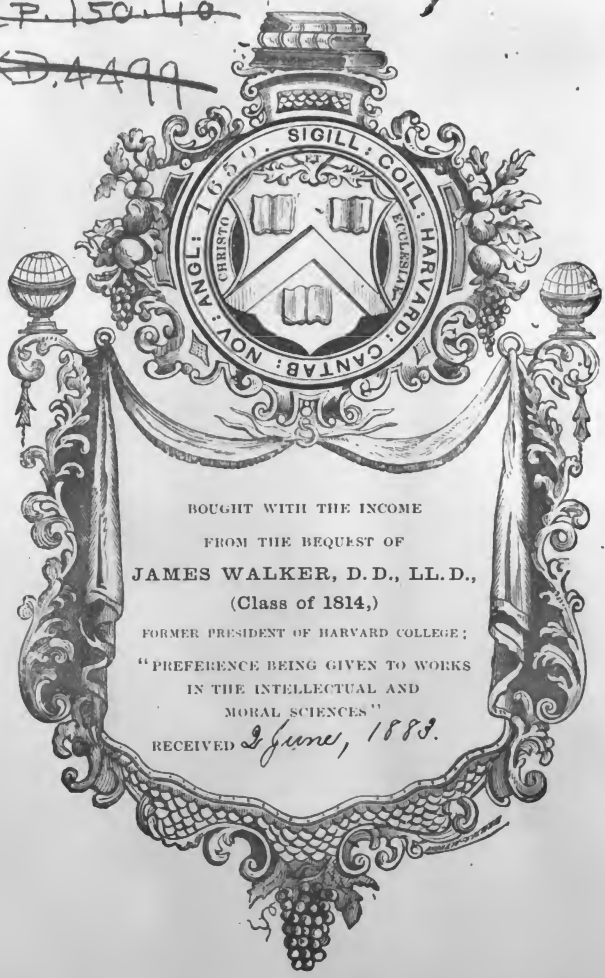 P. 150.40
D.4499
SIGILL: COLL: HARVARD: CANTAB: NOV: ANGL: 1650.
CHRISTO
ET
ECCLESIAE
BOUGHT WITH THE INCOME
FROM THE BEQUEST OF
JAMES WALKER, D.D., LL.D.,
(Class of 1814,)
FORMER PRESIDENT OF HARVARD COLLEGE;
"PREFERENCE BEING GIVEN TO WORKS
IN THE INTELLECTUAL AND
MORAL SCIENCES"
RECEIVED 2 June, 1883.